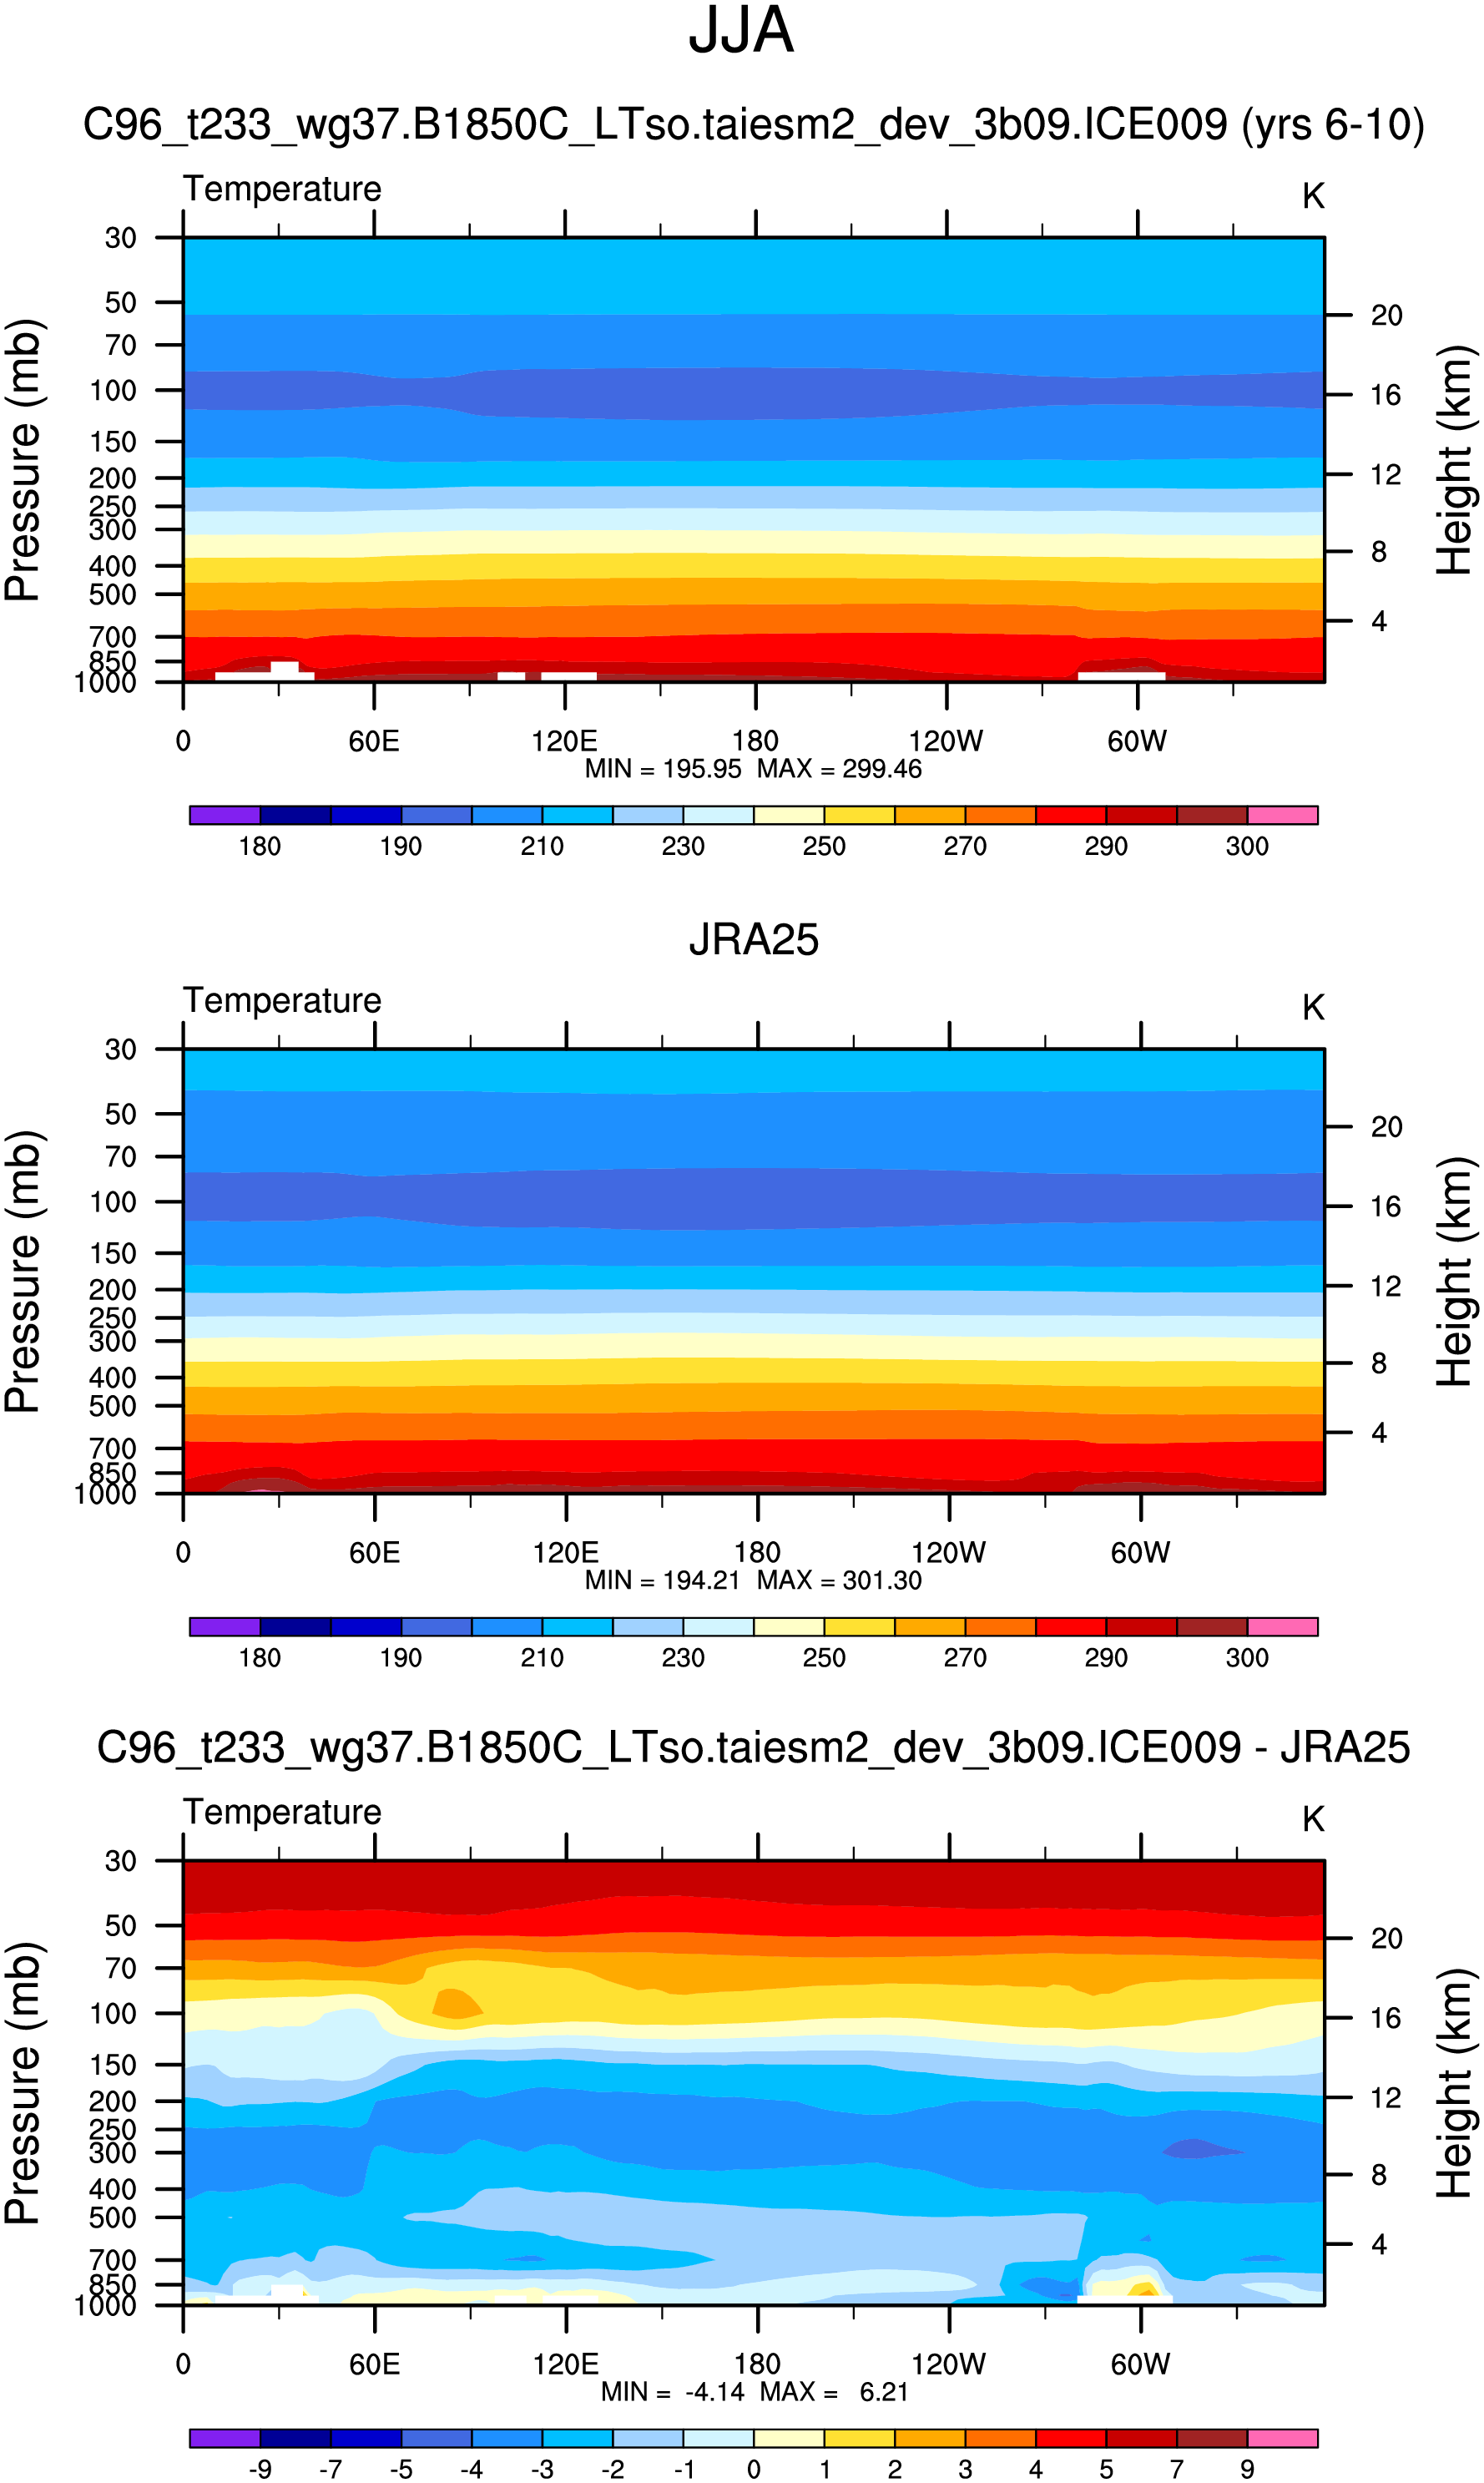 JJA
C96_t233_wg37.B1850C_LTso.taiesm2_dev_3b09.ICE009 (yrs 6-10)
Temperature K
Pressure (mb)
30
50
70
100
150
200
250
300
400
500
700
850
1000
20
16
12
8
4
Height (km)
0 60E 120E 180 120W 60W
MIN = 195.95 MAX = 299.46
180 190 210 230 250 270 290 300
JRA25
Temperature K
Pressure (mb)
30
50
70
100
150
200
250
300
400
500
700
850
1000
20
16
12
8
4
Height (km)
0 60E 120E 180 120W 60W
MIN = 194.21 MAX = 301.30
180 190 210 230 250 270 290 300
C96_t233_wg37.B1850C_LTso.taiesm2_dev_3b09.ICE009 - JRA25
Temperature K
Pressure (mb)
30
50
70
100
150
200
250
300
400
500
700
850
1000
20
16
12
8
4
Height (km)
0 60E 120E 180 120W 60W
MIN = -4.14 MAX = 6.21
-9 -7 -5 -4 -3 -2 -1 0 1 2 3 4 5 7 9